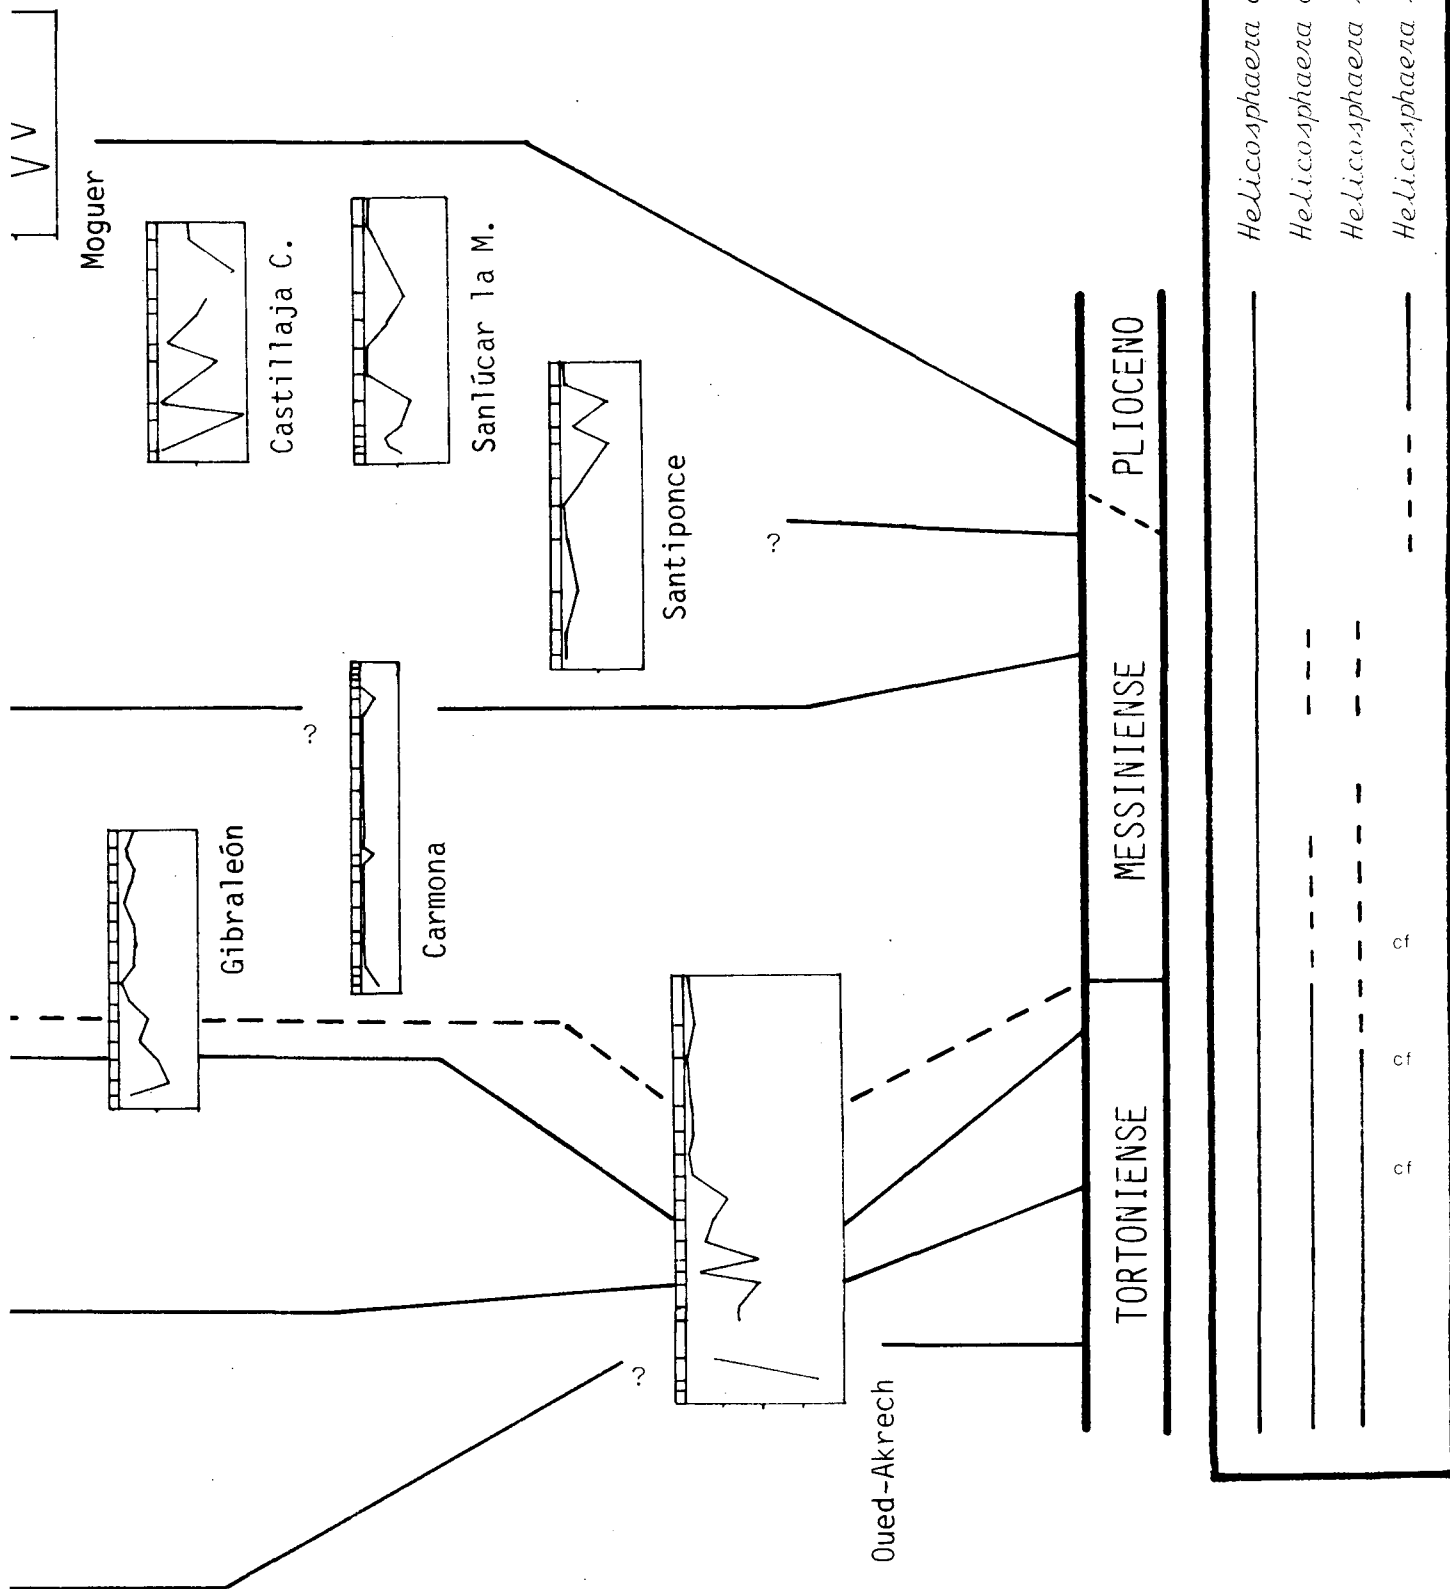 V V
Moguer
Castillaja C.
Sanlúcar la M.
Santiponce
?
?
Gibraleón
Carmona
?
Oued-Akrech
PLIOCENO
MESSINIENSE
TORTONIENSE
Helicosphaera
Helicosphaera
Helicosphaera
Helicosphaera
cf
cf
cf